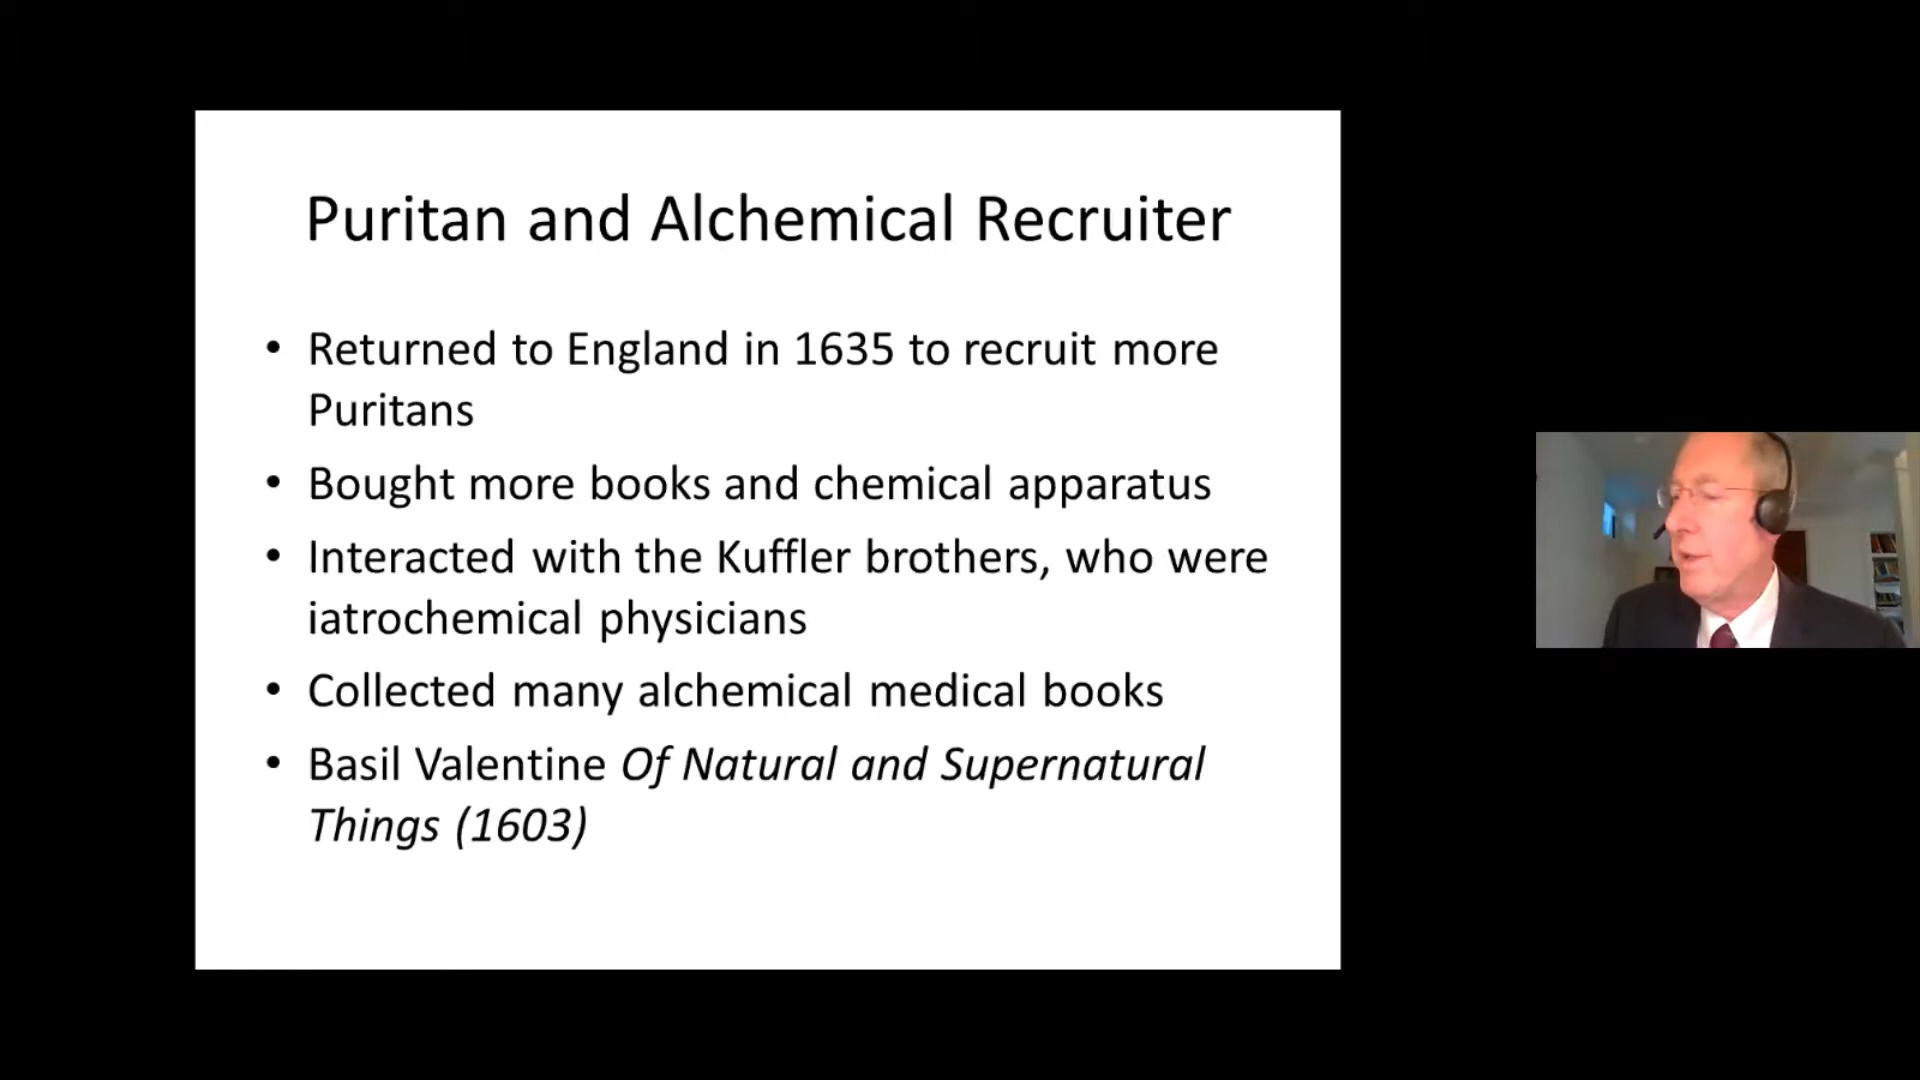 Puritan and Alchemical Recruiter
• Returned to England in 1635 to recruit more
Puritans
• Bought more books and chemical apparatus
• Interacted with the Kuffler brothers, who were
iatrochemical physicians
• Collected many alchemical medical books
• Basil Valentine Of Natural and Supernatural
Things (1603)